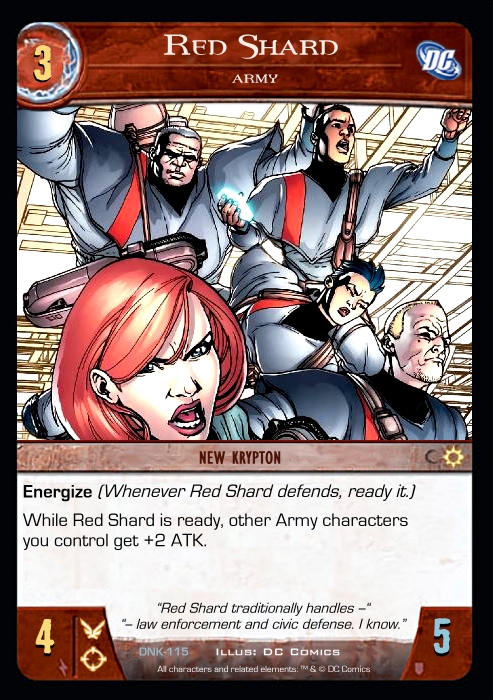 3
RED SHARD
ARMY
DC
NEW KRYPTON
Energize (Whenever Red Shard defends, ready it.)
While Red Shard is ready, other Army characters
you control get +2 ATK.
"Red Shard traditionally handles –"
"– law enforcement and civic defense. I know."
4
DNK-115 ILLUS: DC COMICS
5
All characters and related elements: ™ & © DC Comics